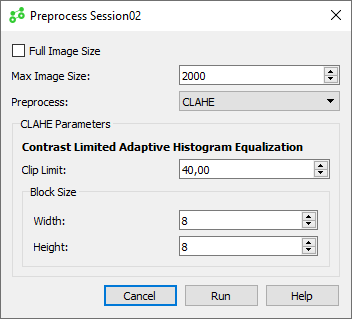 Preprocess Session02
Full Image Size
Max Image Size: 2000
Preprocess: CLAHE
CLAHE Parameters
Contrast Limited Adaptive Histogram Equalization
Clip Limit: 40,00
Block Size
Width: 8
Height: 8
Cancel Run Help